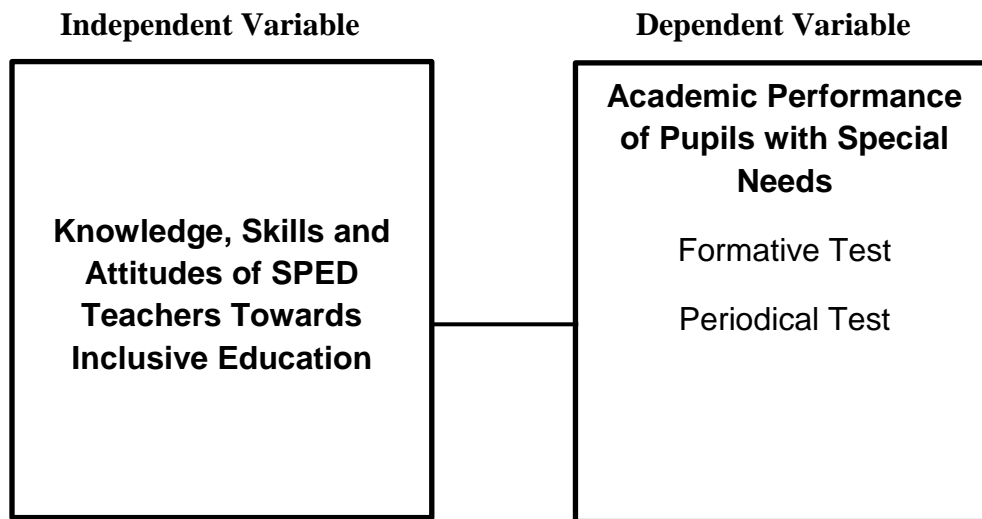 Independent Variable
Dependent Variable
Knowledge, Skills and
Attitudes of SPED
Teachers Towards
Inclusive Education
Academic Performance
of Pupils with Special
Needs
Formative Test
Periodical Test